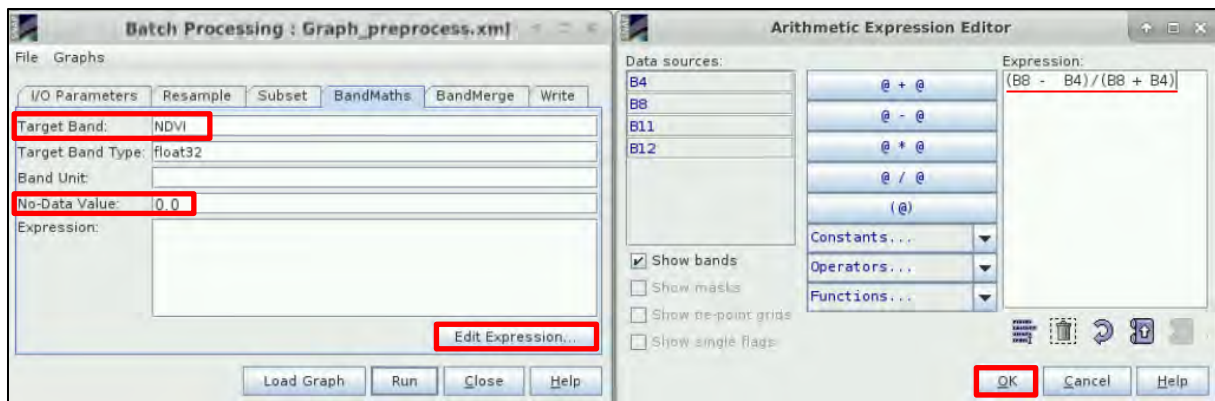 Batch Processing : Graph_preprocess.xml
File Graphs
I/O Parameters Resample Subset BandMaths BandMerge Write
Target Band: NDVI
Target Band Type: float32
Band Unit:
No-Data Value: 0.0
Expression:
Edit Expression...
Load Graph Run Close Help
Arithmetic Expression Editor
Data sources:
B4
B8
B11
B12
Show bands
Show masks
Show tie-point grids
Show single flags
@ + @
@ - @
@ * @
@ / @
(@)
Constants...
Operators...
Functions...
Expression:
(B8 -  B4)/(B8 + B4)
OK Cancel Help